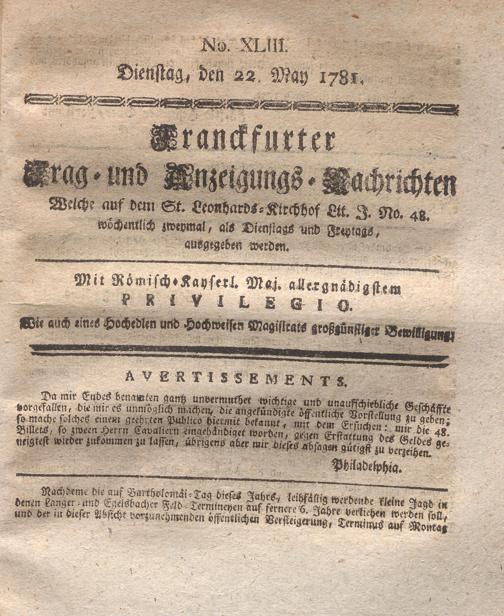 No. XLIII.
Dienstag, den 22. May 1781.
Franckfurter
Frag- und Anzeigungs-Nachrichten
Welche auf dem St. Leonhards-Kirchhof Lit. J. No. 48.
wöchentlich zweymal, als Dienstags und Freytags,
ausgegeben werden.
Mit Römisch-Kayserl. Maj. allergnädigstem
PRIVILEGIO.
Wie auch eines Hochedlen und Hochweisen Magistrats großgünstiger Bewilligung.
AVERTISSEMENTS.
Da mir Endes benamten gantz unvermuthet wichtige und unaufschiebliche Geschäffte
vorgefallen, die mir es unmöglich machen, die angekündigte öffentliche Vorstellung zu geben;
so mache solches einem geehrten Publico hiermit bekannt, mit dem Ersuchen: mir die 48.
Billets, so zween Herrn Cavaliern eingehändiget worden, gegen Erstattung des Geldes ge-
neigtest wieder zukommen zu lassen, übrigens aber mir dieses absagen gütigst zu verzeihen.
Philadelphia.
Nachdeme die auf Bartholomäi-Tag dieses Jahrs, leihfällig werdende kleine Jagd in
denen Langer- und Egelsbacher Feld-Termineyen auf fernere 6. Jahre verliehen werden soll,
und der in dieser Absicht vorzunehmenden öffentlichen Versteigerung, Terminus auf Montag